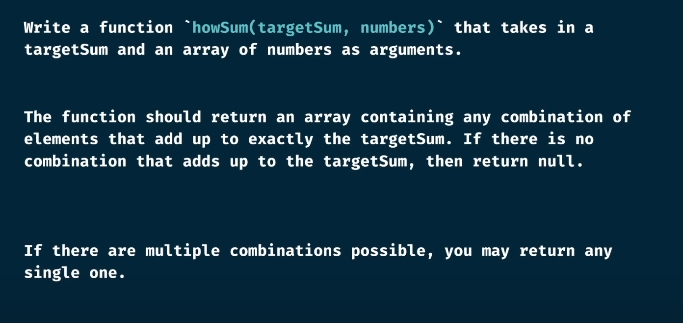 Write a function `howSum(targetSum, numbers)` that takes in a
targetSum and an array of numbers as arguments.
The function should return an array containing any combination of
elements that add up to exactly the targetSum. If there is no
combination that adds up to the targetSum, then return null.
If there are multiple combinations possible, you may return any
single one.